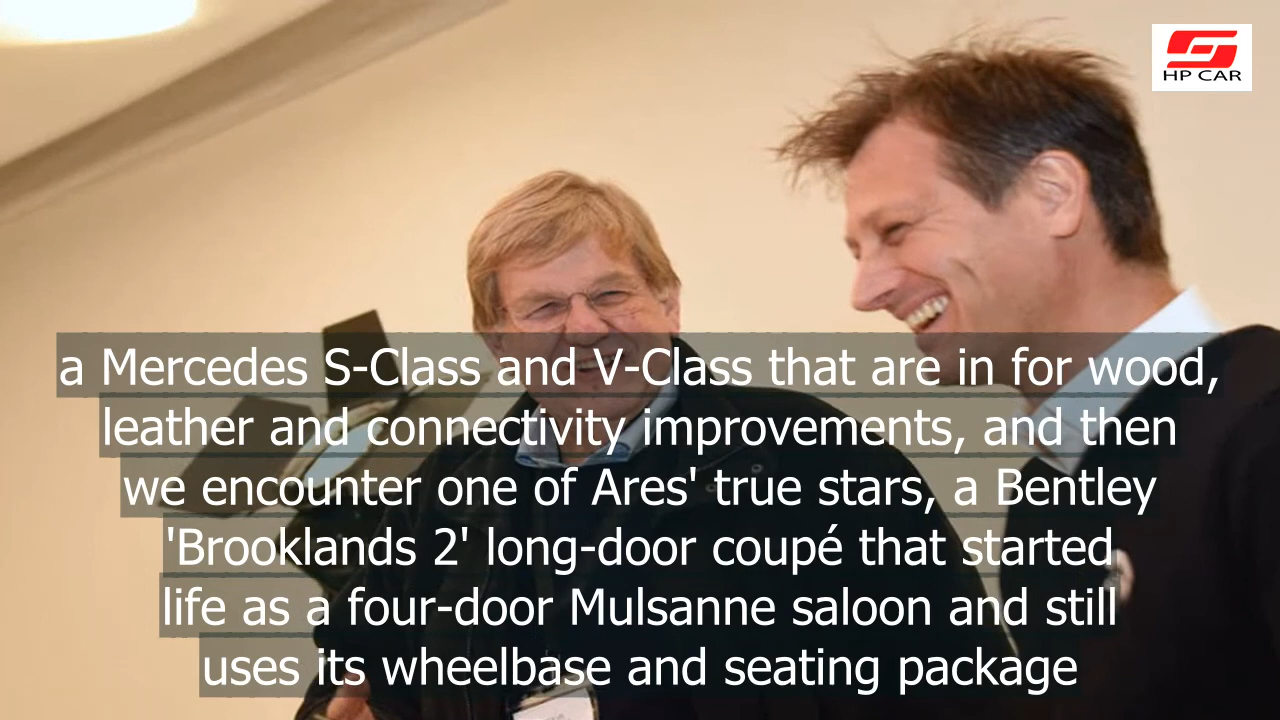 HP CAR
a Mercedes S-Class and V-Class that are in for wood,
leather and connectivity improvements, and then
we encounter one of Ares' true stars, a Bentley
'Brooklands 2' long-door coupé that started
life as a four-door Mulsanne saloon and still
uses its wheelbase and seating package